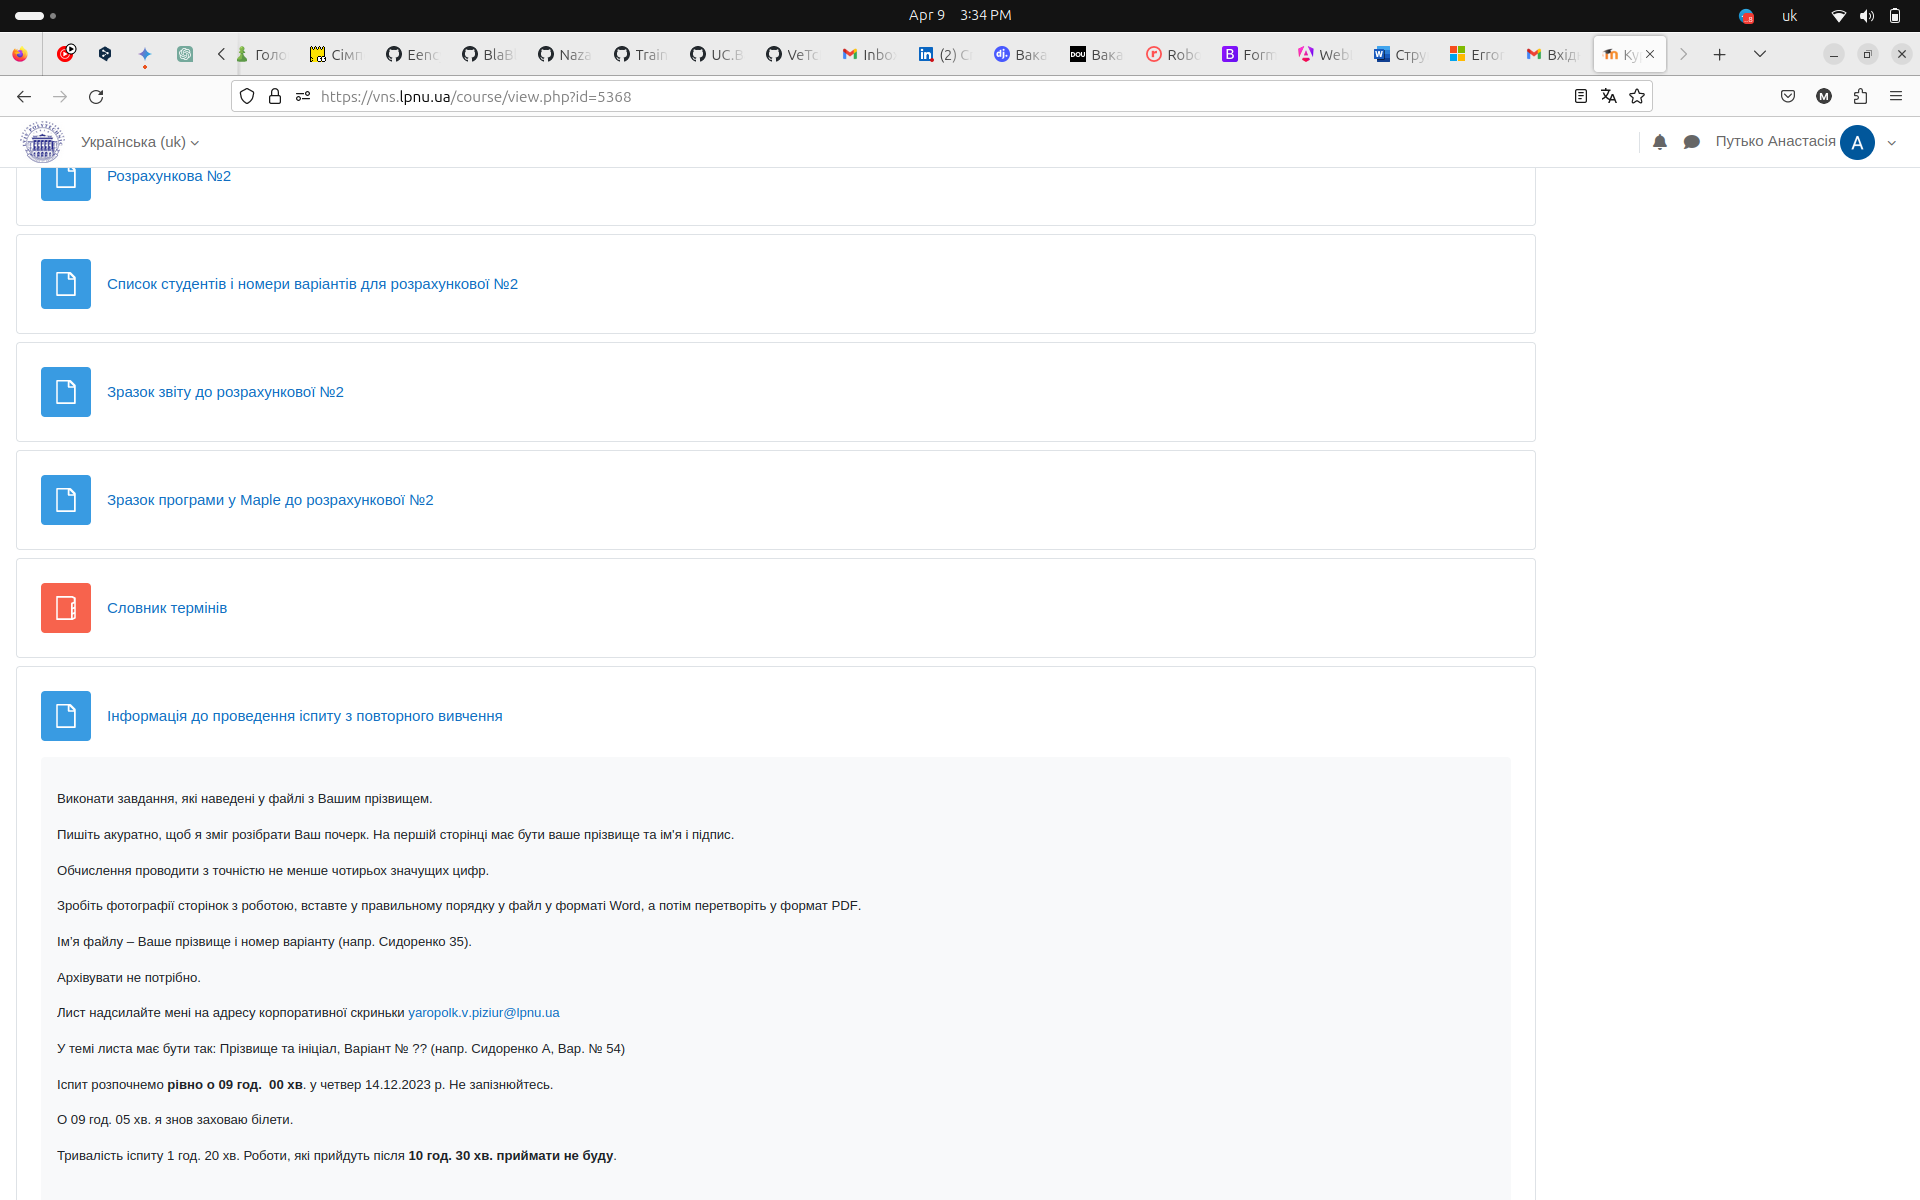 Apr 9 3:34 PM
uk
Голо
Сімп
Eenc
BlaB
Naza
Train
UC.B
VeTc
Inbo
(2) С
Вака
DOU Вака
Robo
Form
Web
Стру
Error
Вхід
Ку
https://vns.lpnu.ua/course/view.php?id=5368
Українська (uk)
Путько Анастасія
A
Розрахункова №2
Список студентів і номери варіантів для розрахункової №2
Зразок звіту до розрахункової №2
Зразок програми у Maple до розрахункової №2
Словник термінів
Інформація до проведення іспиту з повторного вивчення
Виконати завдання, які наведені у файлі з Вашим прізвищем.
Пишіть акуратно, щоб я зміг розібрати Ваш почерк. На першій сторінці має бути ваше прізвище та ім'я і підпис.
Обчислення проводити з точністю не менше чотирьох значущих цифр.
Зробіть фотографії сторінок з роботою, вставте у правильному порядку у файл у форматі Word, а потім перетворіть у формат PDF.
Ім'я файлу – Ваше прізвище і номер варіанту (напр. Сидоренко 35).
Архівувати не потрібно.
Лист надсилайте мені на адресу корпоративної скриньки yaropolk.v.piziur@lpnu.ua
У темі листа має бути так: Прізвище та ініціал, Варіант № ?? (напр. Сидоренко А, Вар. № 54)
Іспит розпочнемо рівно о 09 год. 00 хв. у четвер 14.12.2023 р. Не запізнюйтесь.
О 09 год. 05 хв. я знов заховаю білети.
Тривалість іспиту 1 год. 20 хв. Роботи, які прийдуть після 10 год. 30 хв. приймати не буду.